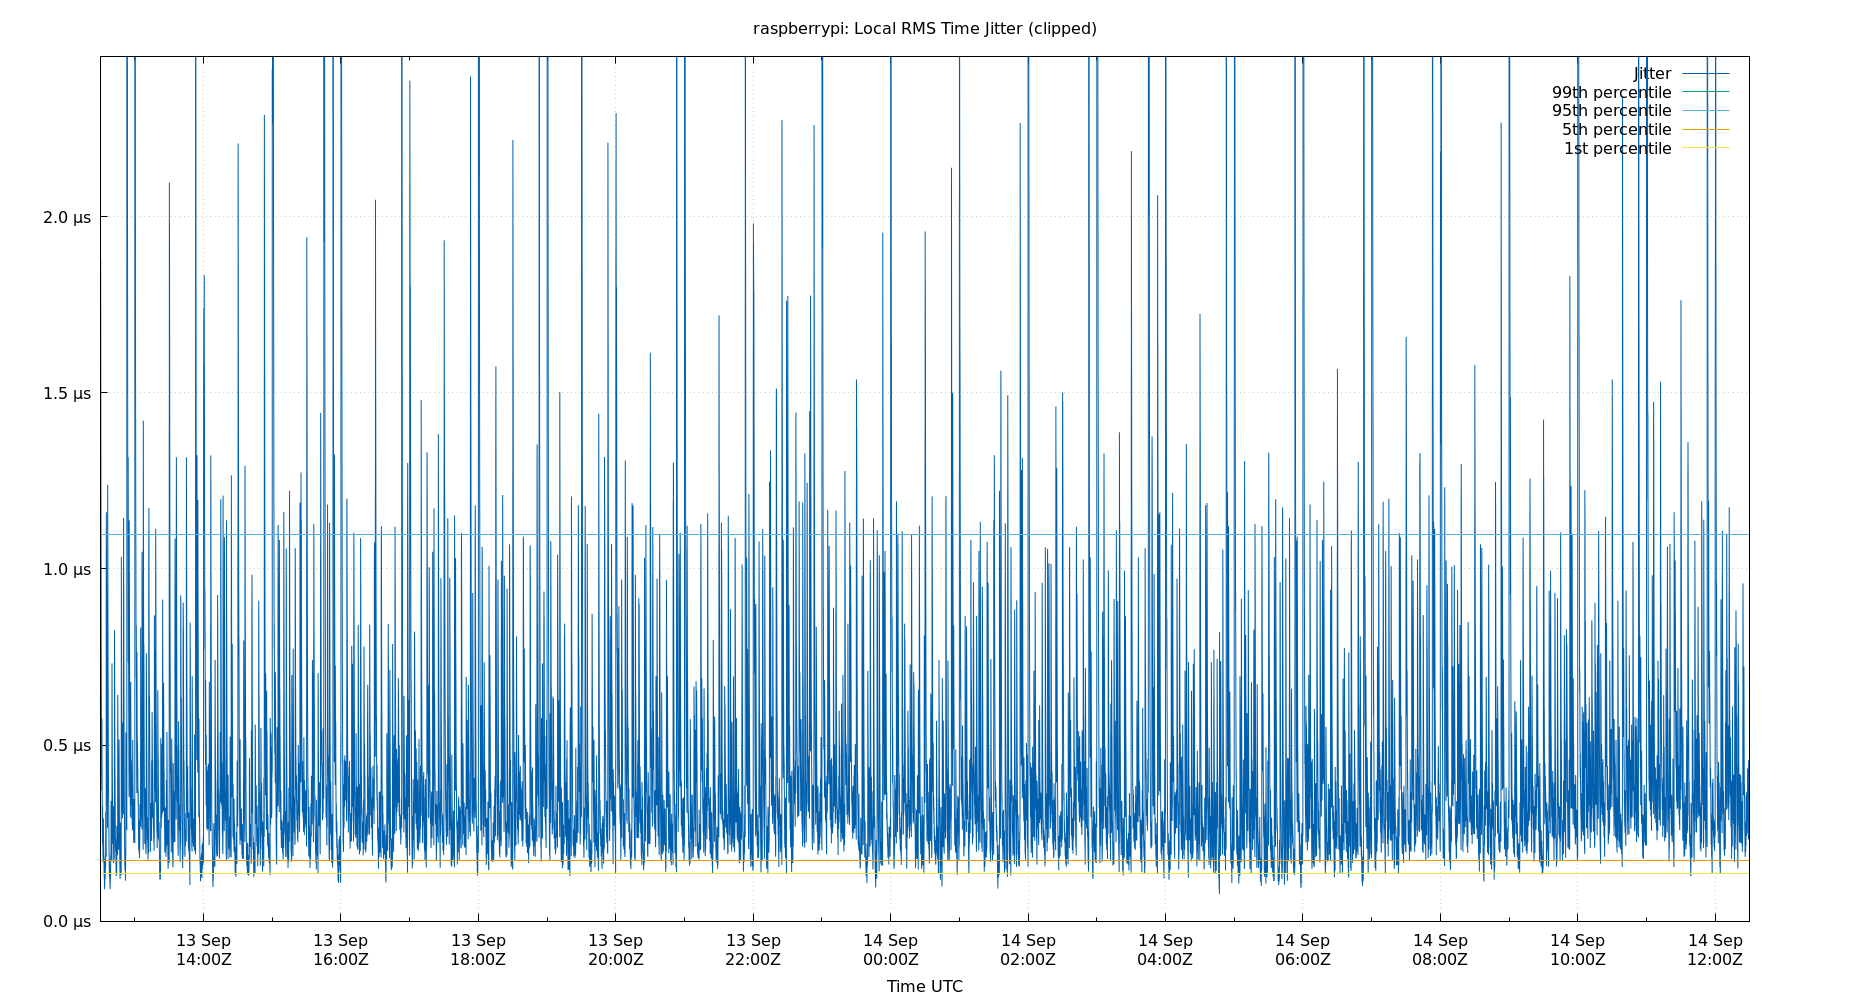 raspberrypi: Local RMS Time Jitter (clipped)
Jitter
99th percentile
95th percentile
5th percentile
1st percentile
2.0 µs
1.5 µs
1.0 µs
0.5 µs
0.0 µs
13 Sep 13 Sep 13 Sep 13 Sep 13 Sep 14 Sep 14 Sep 14 Sep 14 Sep 14 Sep 14 Sep 14 Sep
14:00Z 16:00Z 18:00Z 20:00Z 22:00Z 00:00Z 02:00Z 04:00Z 06:00Z 08:00Z 10:00Z 12:00Z
Time UTC